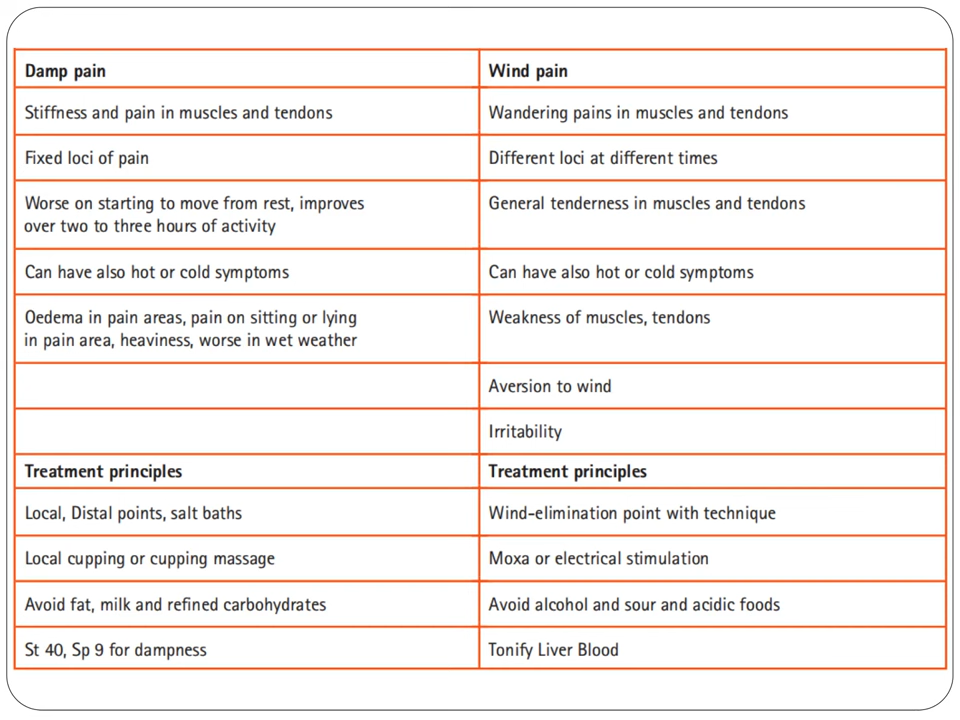 Damp pain
Wind pain
Stiffness and pain in muscles and tendons
Wandering pains in muscles and tendons
Fixed loci of pain
Different loci at different times
Worse on starting to move from rest, improves
over two to three hours of activity
General tenderness in muscles and tendons
Can have also hot or cold symptoms
Can have also hot or cold symptoms
Oedema in pain areas, pain on sitting or lying
in pain area, heaviness, worse in wet weather
Weakness of muscles, tendons
Aversion to wind
Irritability
Treatment principles
Treatment principles
Local, Distal points, salt baths
Wind-elimination point with technique
Local cupping or cupping massage
Moxa or electrical stimulation
Avoid fat, milk and refined carbohydrates
Avoid alcohol and sour and acidic foods
St 40, Sp 9 for dampness
Tonify Liver Blood